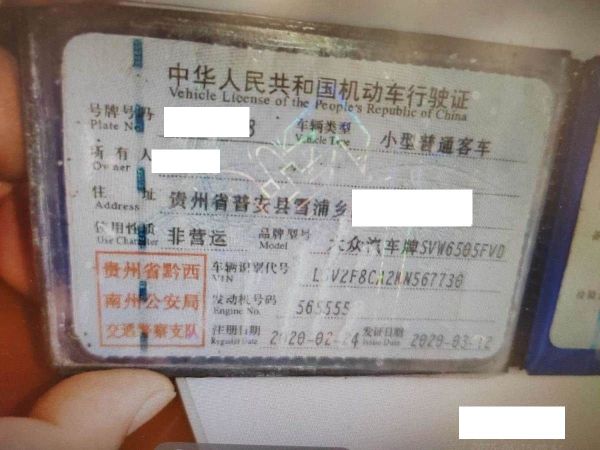 中华人民共和国机动车行驶证
Vehicle License of the People's Republic of China
号牌号码 Plate No. 8 车辆类型 Vehicle Type 小型普通客车
所有人 Owner
住址 Address 贵州省普安县雪浦乡
使用性质 Use Character 非营运 品牌型号 Model 大众汽车牌SVW6505FVD
贵州省黔西南州公安局交通警察支队
车辆识别代号 VIN
发动机号码 Engine No. 565555
注册日期 Register Date 2020-02-24 发证日期 Issue Date 2020-03-12